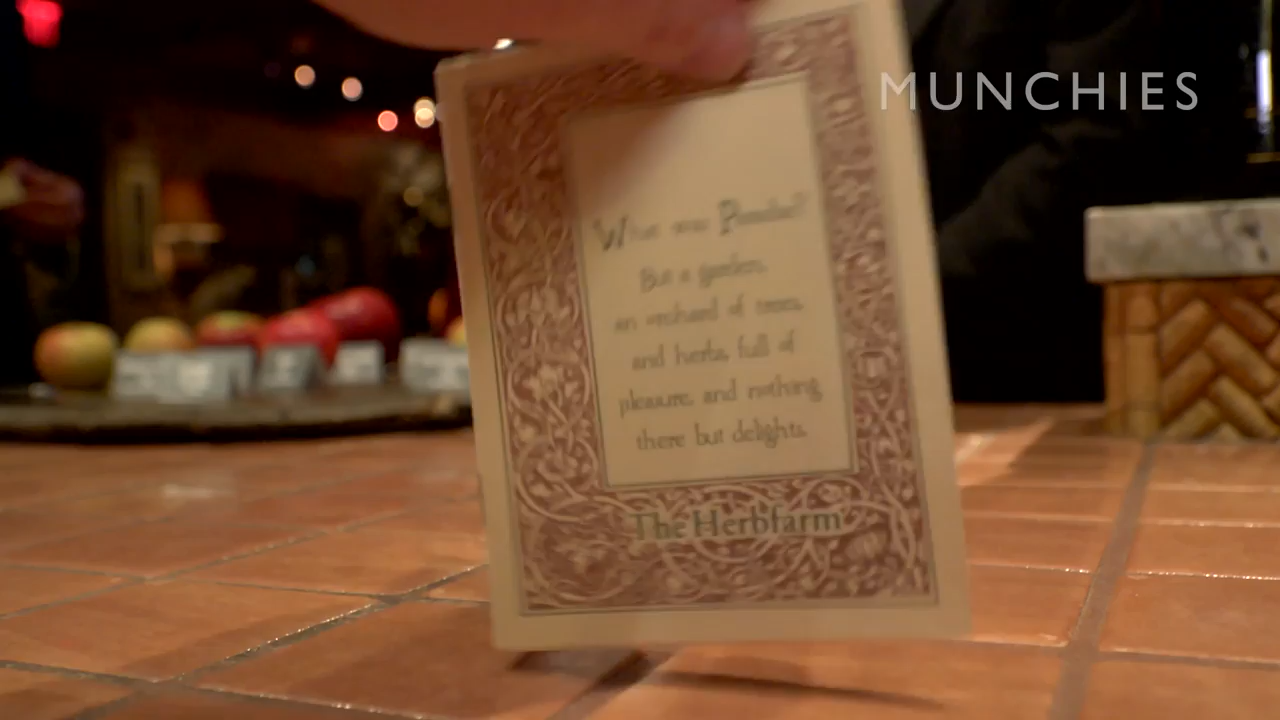 MUNCHIES
What was Paradise?
But a garden,
an orchard of trees,
and herbs, full of
pleasure, and nothing
there but delights.
The Herbfarm